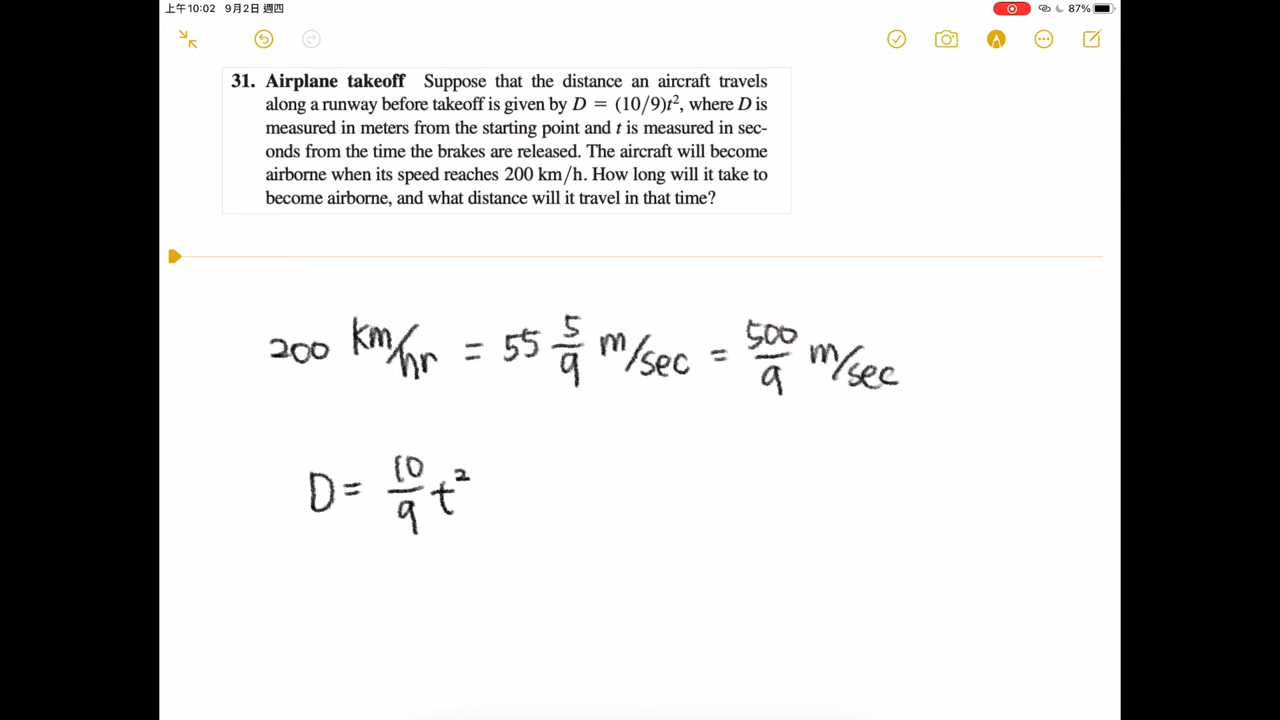 上午10:02 9月2日 週四 87%
31. Airplane takeoff Suppose that the distance an aircraft travels
along a runway before takeoff is given by D = (10/9)t², where D is
measured in meters from the starting point and t is measured in sec-
onds from the time the brakes are released. The aircraft will become
airborne when its speed reaches 200 km/h. How long will it take to
become airborne, and what distance will it travel in that time?
200 km/hr = 55 5/9 m/sec = 500/9 m/sec
D = 10/9 t²